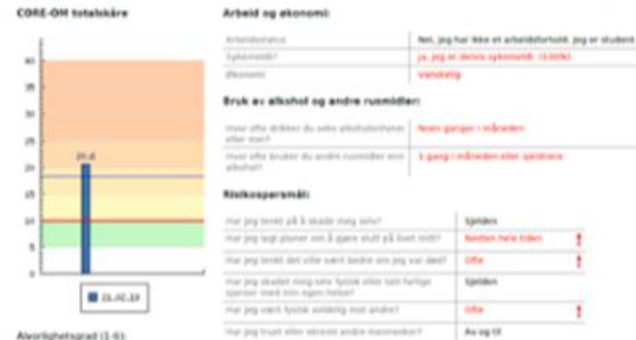 CORE-OM totalskåre
40
35
30
25
20
15
10
5
0
Arbeid og økonomi:
Arbeidsstatus Nei, jeg har ikke et arbeidsforhold. Jeg er student
Sykemeldt? Ja, jeg er delvis sykemeldt
Økonomi Vanskelig
Bruk av alkohol og andre rusmidler:
Hvor ofte drikker du seks alkoholenheter Noen ganger i måneden
eller mer?
Hvor ofte bruker du andre rusmidler enn 1 gang i måneden eller sjeldnere
alkohol?
Risikospørsmål:
Har jeg tenkt på å skade meg selv? Sjelden
Har jeg lagt planer om å gjøre slutt på livet mitt? Nesten hele tiden !
Har jeg tenkt det ville vært bedre om jeg var død? Ofte !
Har jeg skadet meg selv fysisk eller tatt farlige Sjelden
sjanser med min egen helse?
Har jeg vært fysisk voldelig mot andre? Ofte !
Har jeg truet eller skremt andre mennesker? Av og til
Alvorlighetsgrad (1-6):